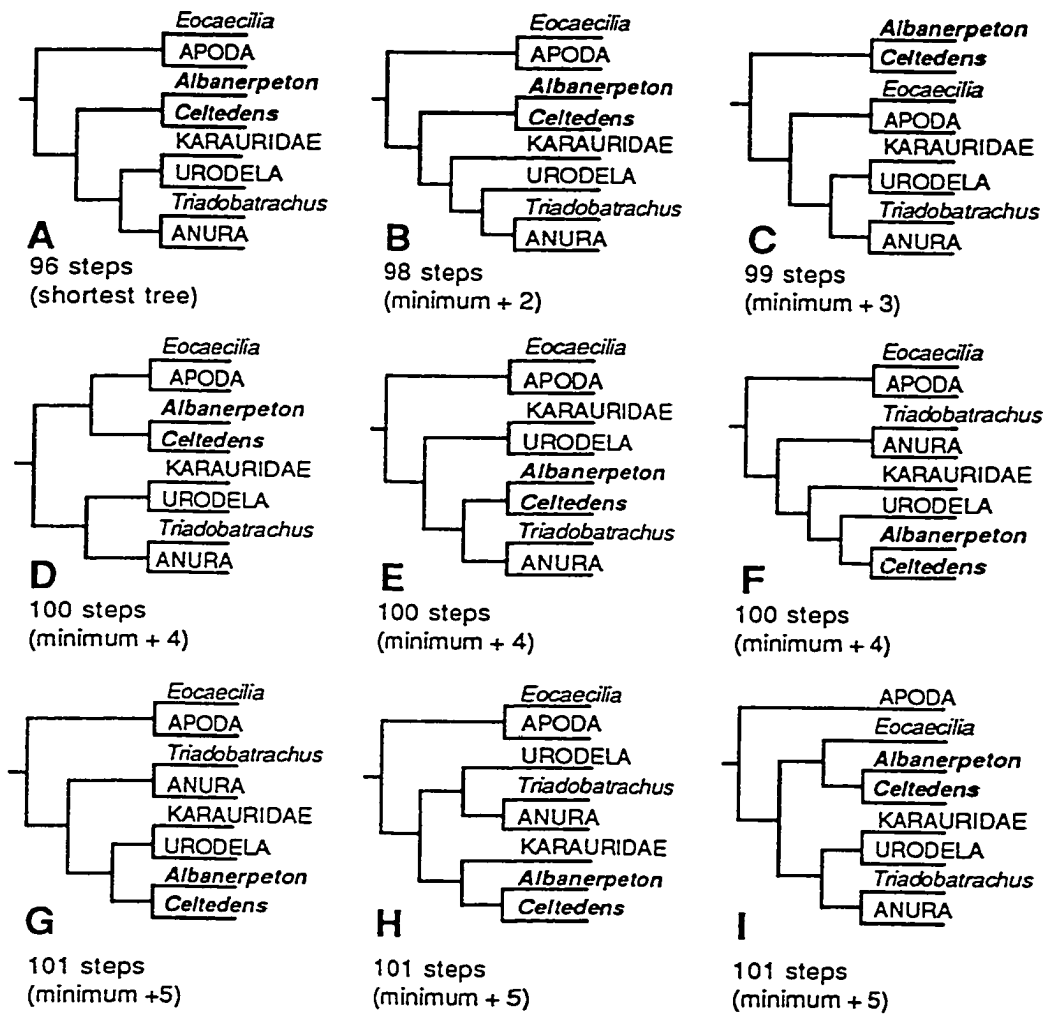 Eocaecilia
APODA
Albanerpeton
Celtedens
KARAURIDAE
URODELA
Triadobatrachus
ANURA
A
96 steps
(shortest tree)
Eocaecilia
APODA
Albanerpeton
Celtedens
KARAURIDAE
URODELA
Triadobatrachus
ANURA
B
98 steps
(minimum + 2)
Albanerpeton
Celtedens
Eocaecilia
APODA
KARAURIDAE
URODELA
Triadobatrachus
ANURA
C
99 steps
(minimum + 3)
Eocaecilia
APODA
Albanerpeton
Celtedens
KARAURIDAE
URODELA
Triadobatrachus
ANURA
D
100 steps
(minimum + 4)
Eocaecilia
APODA
KARAURIDAE
URODELA
Albanerpeton
Celtedens
Triadobatrachus
ANURA
E
100 steps
(minimum + 4)
Eocaecilia
APODA
Triadobatrachus
ANURA
KARAURIDAE
URODELA
Albanerpeton
Celtedens
F
100 steps
(minimum + 4)
Eocaecilia
APODA
Triadobatrachus
ANURA
KARAURIDAE
URODELA
Albanerpeton
Celtedens
G
101 steps
(minimum +5)
Eocaecilia
APODA
URODELA
Triadobatrachus
ANURA
KARAURIDAE
Albanerpeton
Celtedens
H
101 steps
(minimum + 5)
APODA
Eocaecilia
Albanerpeton
Celtedens
KARAURIDAE
URODELA
Triadobatrachus
ANURA
I
101 steps
(minimum + 5)